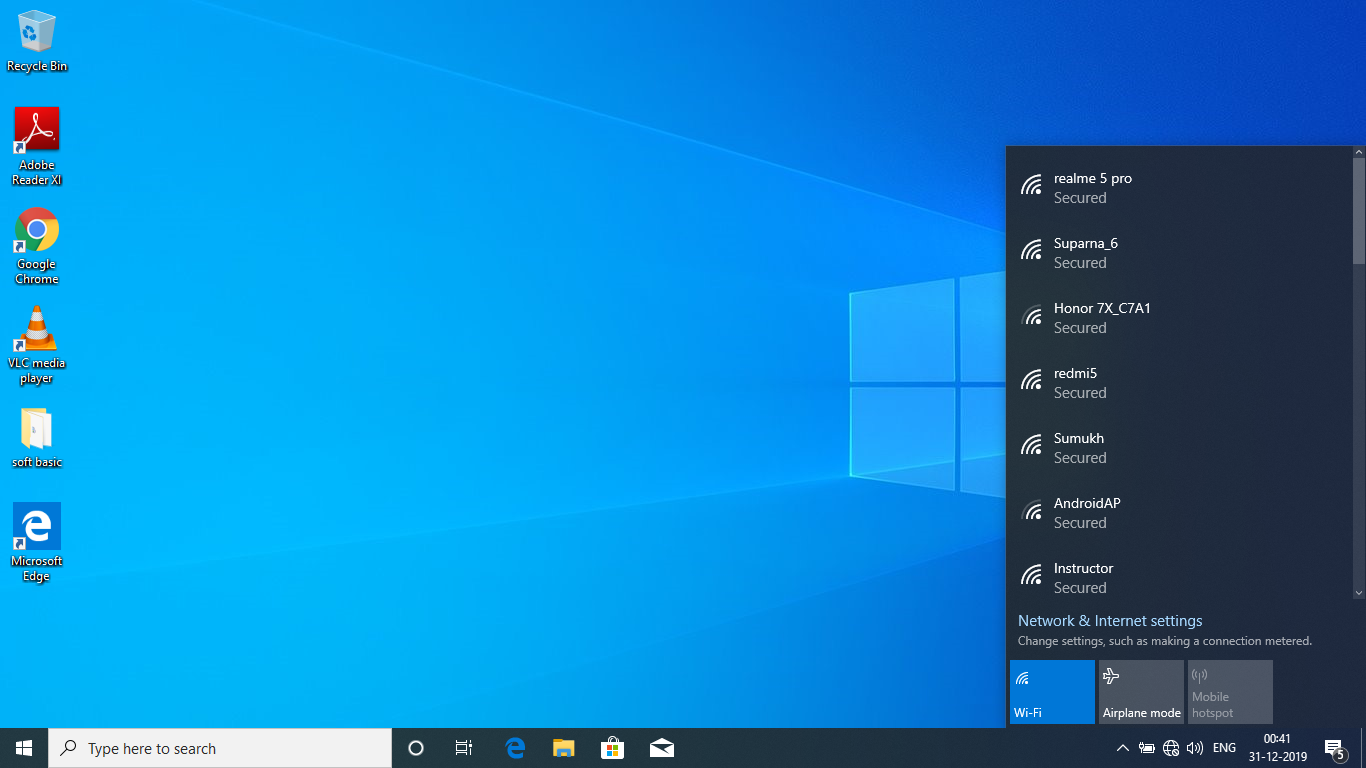 Recycle Bin
Adobe
Reader XI
Google
Chrome
VLC media
player
soft basic
Microsoft
Edge
realme 5 pro
Secured
Suparna_6
Secured
Honor 7X_C7A1
Secured
redmi5
Secured
Sumukh
Secured
AndroidAP
Secured
Instructor
Secured
Network & Internet settings
Change settings, such as making a connection metered.
Wi-Fi
Airplane mode
Mobile
hotspot
Type here to search
ENG
00:41
31-12-2019
5